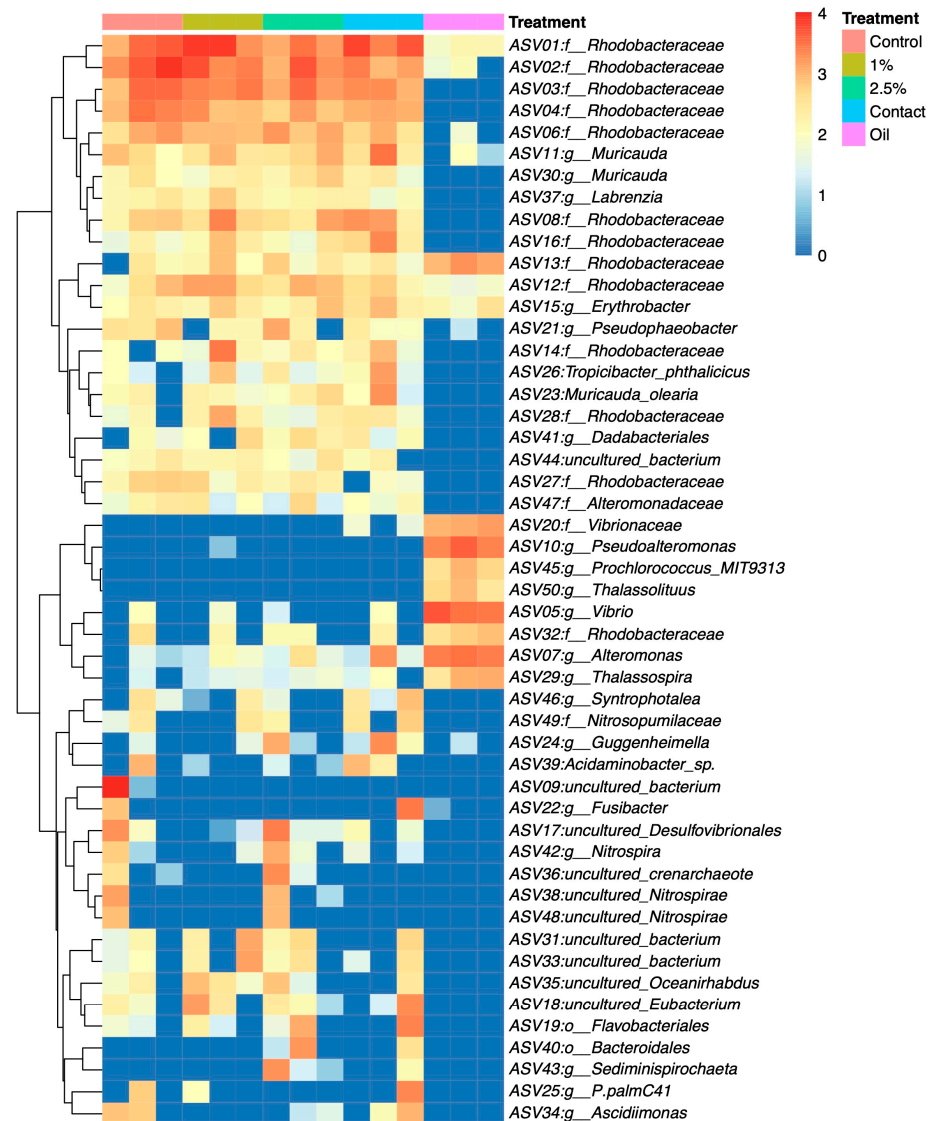 Treatment
ASV01:f__Rhodobacteraceae
ASV02:f__Rhodobacteraceae
ASV03:f__Rhodobacteraceae
ASV04:f__Rhodobacteraceae
ASV06:f__Rhodobacteraceae
ASV11:g__Muricauda
ASV30:g__Muricauda
ASV37:g__Labrenzia
ASV08:f__Rhodobacteraceae
ASV16:f__Rhodobacteraceae
ASV13:f__Rhodobacteraceae
ASV12:f__Rhodobacteraceae
ASV15:g__Erythrobacter
ASV21:g__Pseudophaeobacter
ASV14:f__Rhodobacteraceae
ASV26:Tropicibacter_phthalicicus
ASV23:Muricauda_olearia
ASV28:f__Rhodobacteraceae
ASV41:g__Dadabacteriales
ASV44:uncultured_bacterium
ASV27:f__Rhodobacteraceae
ASV47:f__Alteromonadaceae
ASV20:f__Vibrionaceae
ASV10:g__Pseudoalteromonas
ASV45:g__Prochlorococcus_MIT9313
ASV50:g__Thalassolituus
ASV05:g__Vibrio
ASV32:f__Rhodobacteraceae
ASV07:g__Alteromonas
ASV29:g__Thalassospira
ASV46:g__Syntrophotalea
ASV49:f__Nitrosopumilaceae
ASV24:g__Guggenheimella
ASV39:Acidaminobacter_sp.
ASV09:uncultured_bacterium
ASV22:g__Fusibacter
ASV17:uncultured_Desulfovibrionales
ASV42:g__Nitrospira
ASV36:uncultured_crenarchaeote
ASV38:uncultured_Nitrospirae
ASV48:uncultured_Nitrospirae
ASV31:uncultured_bacterium
ASV33:uncultured_bacterium
ASV35:uncultured_Oceanirhabdus
ASV18:uncultured_Eubacterium
ASV19:o__Flavobacteriales
ASV40:o__Bacteroidales
ASV43:g__Sediminispirochaeta
ASV25:g__P.palmC41
ASV34:g__Ascidiimonas
4
3
2
1
0
Treatment
Control
1%
2.5%
Contact
Oil